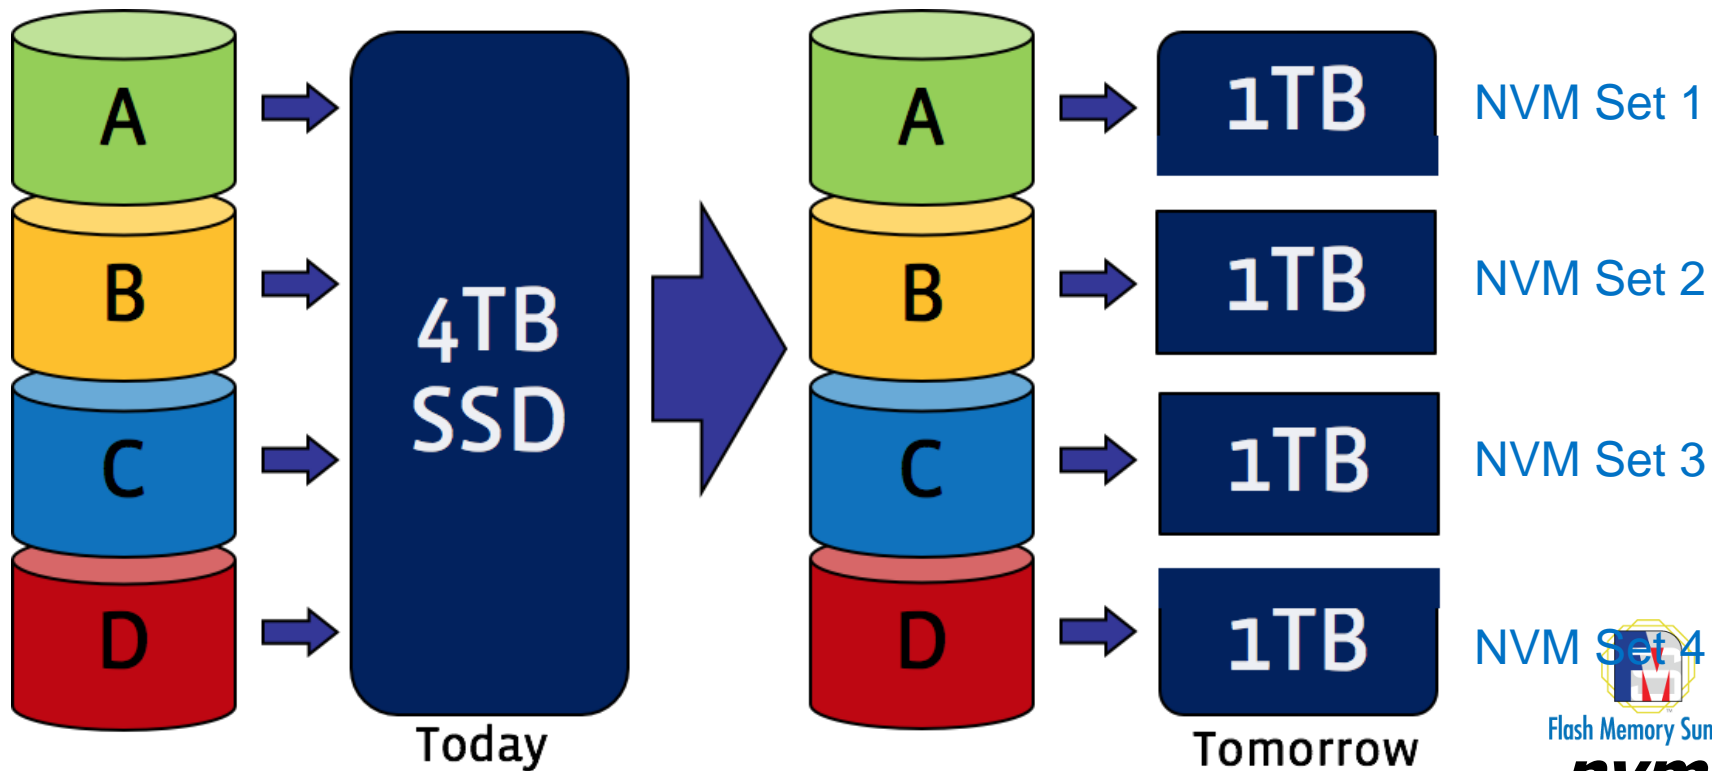 A
B
C
D
4TB
SSD
Today
A
B
C
D
1TB
1TB
1TB
1TB
Tomorrow
NVM Set 1
NVM Set 2
NVM Set 3
NVM Set 4
Flash Memory Sum